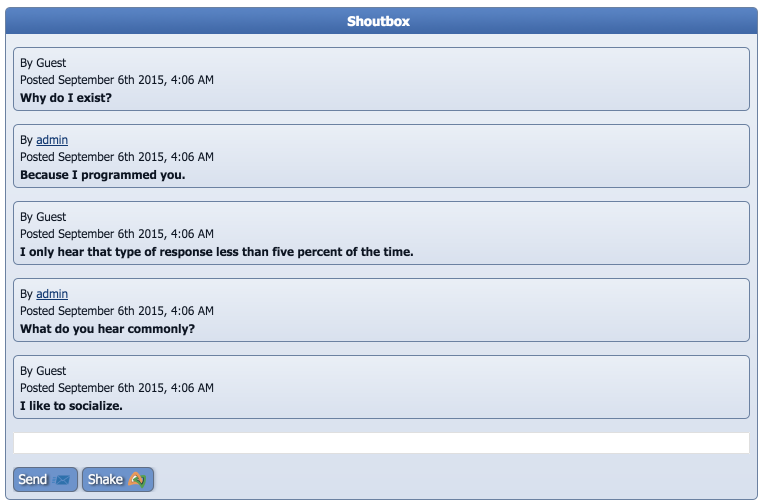 Shoutbox
By Guest
Posted September 6th 2015, 4:06 AM
Why do I exist?
By admin
Posted September 6th 2015, 4:06 AM
Because I programmed you.
By Guest
Posted September 6th 2015, 4:06 AM
I only hear that type of response less than five percent of the time.
By admin
Posted September 6th 2015, 4:06 AM
What do you hear commonly?
By Guest
Posted September 6th 2015, 4:06 AM
I like to socialize.
Send Shake